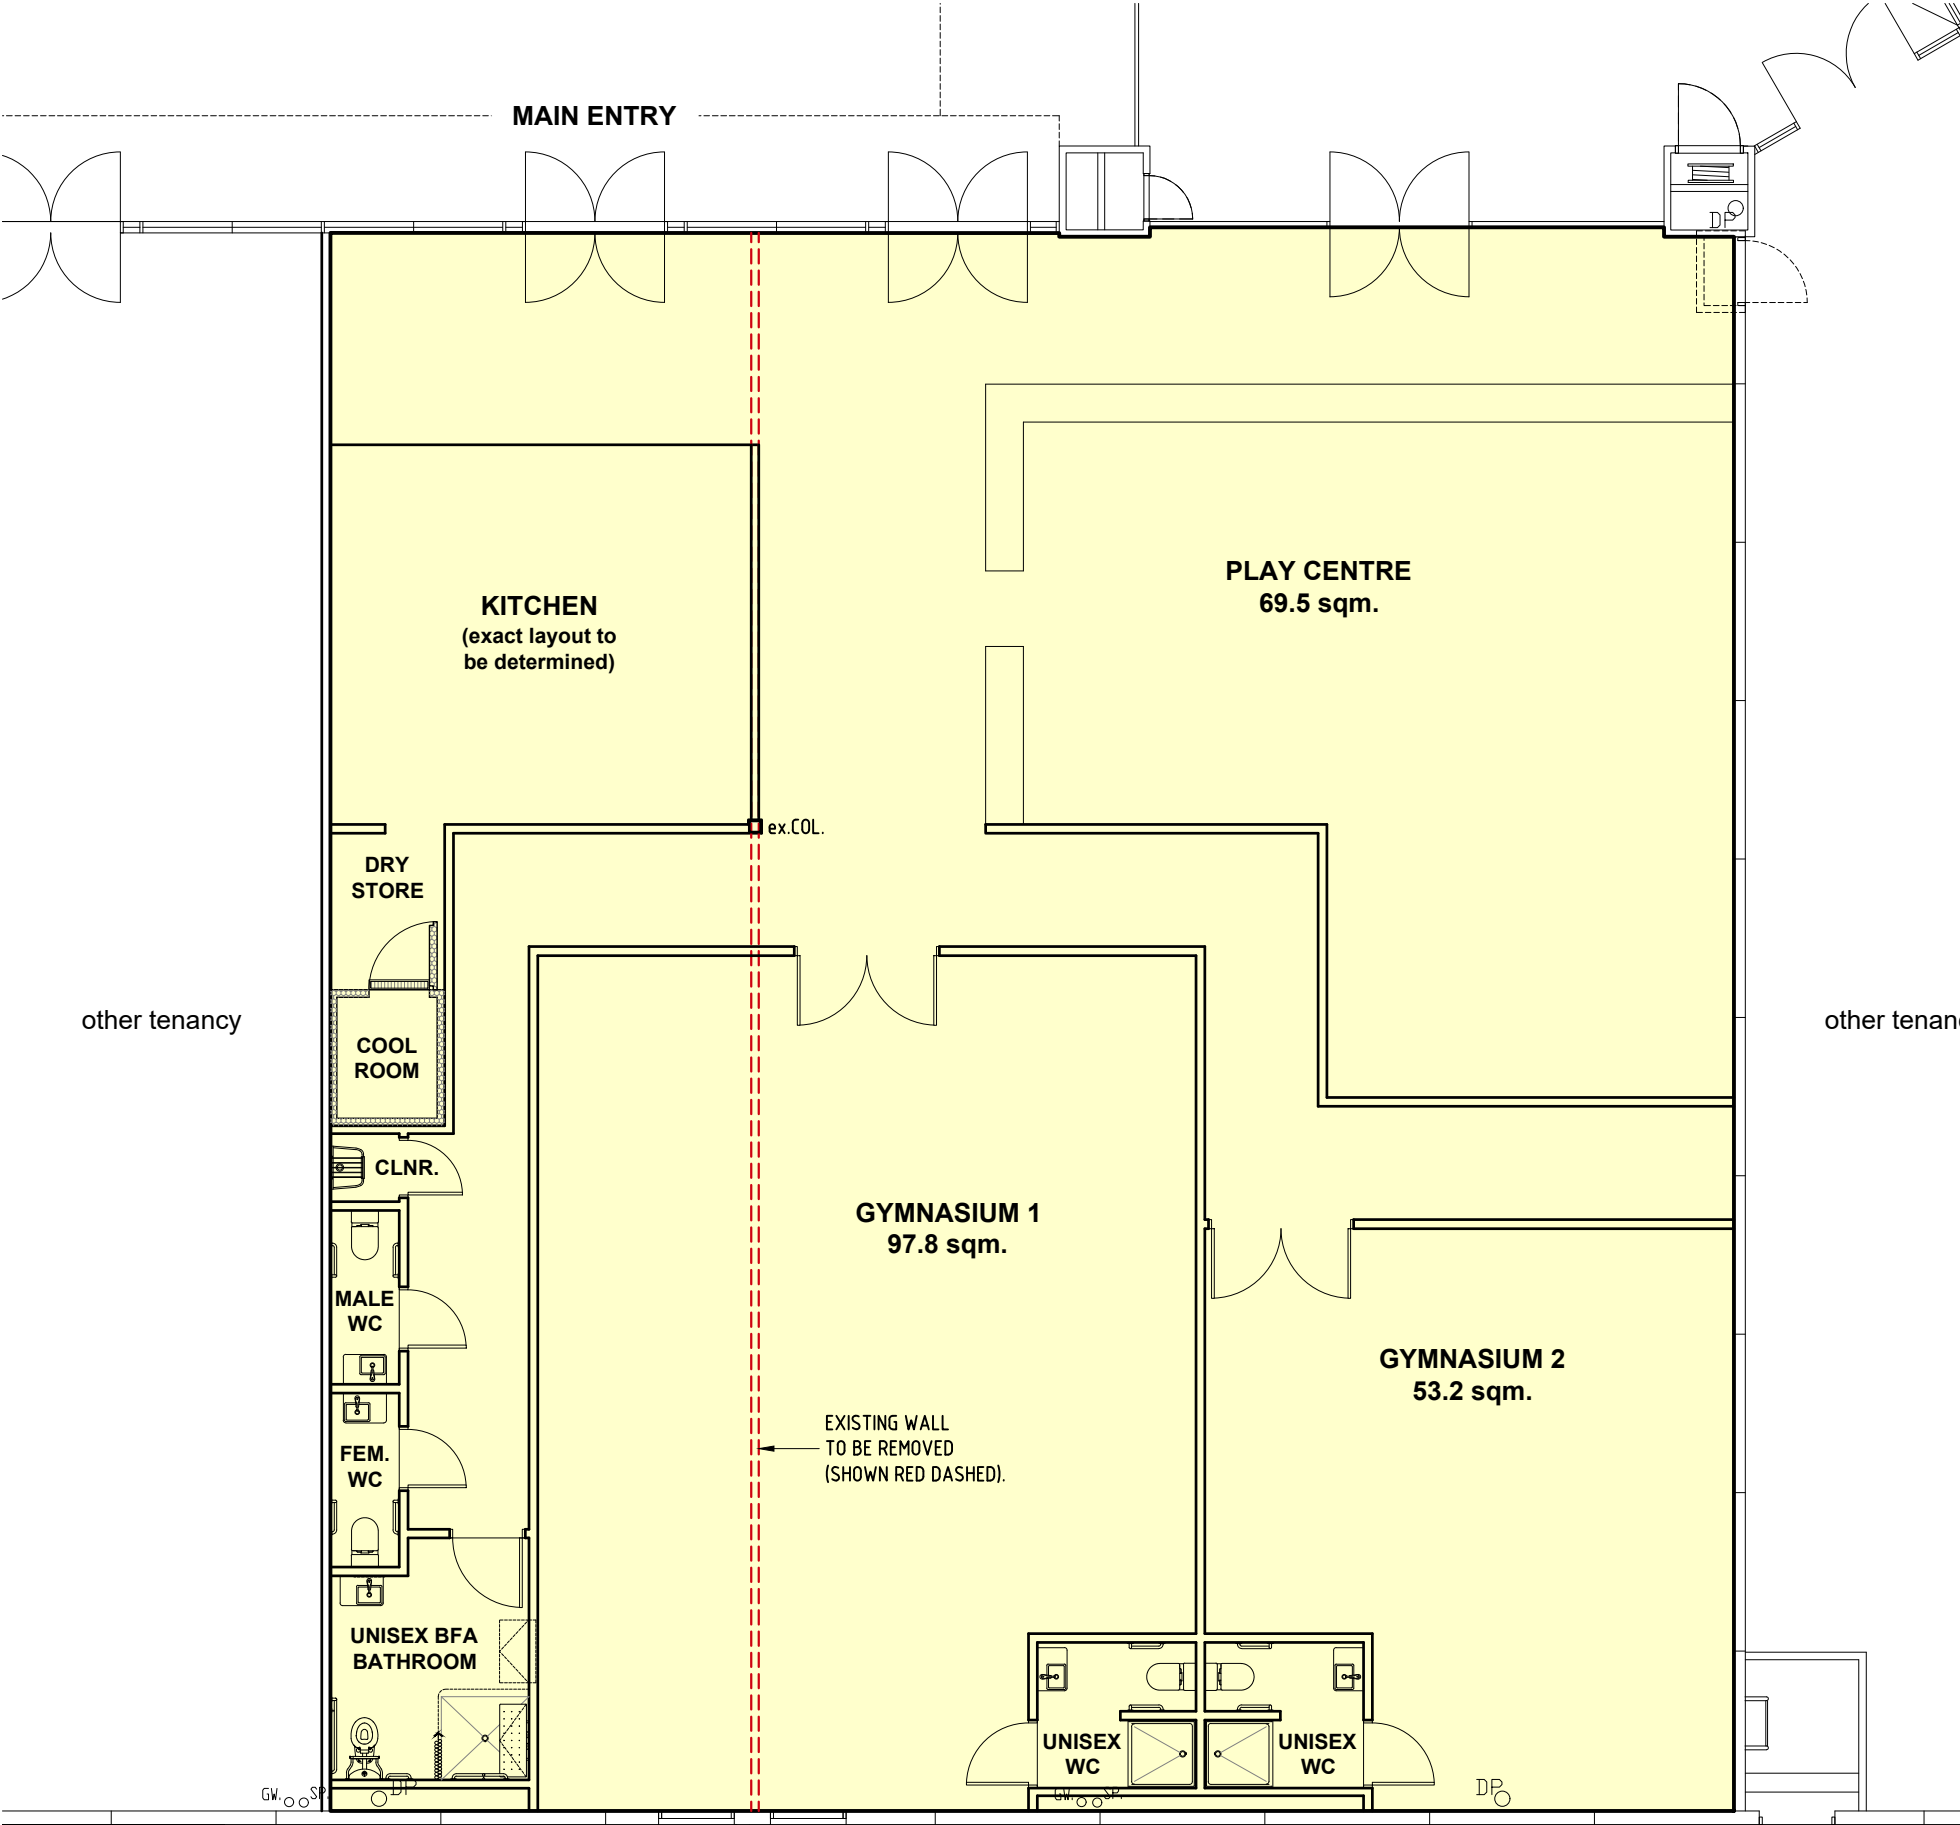 MAIN ENTRY
DP
PLAY CENTRE
69.5 sqm.
KITCHEN
(exact layout to
be determined)
ex.COL.
DRY
STORE
other tenancy
COOL
ROOM
other tenanc
CLNR.
GYMNASIUM 1
97.8 sqm.
MALE
WC
GYMNASIUM 2
53.2 sqm.
EXISTING WALL
TO BE REMOVED
(SHOWN RED DASHED).
FEM.
WC
UNISEX BFA
BATHROOM
UNISEX
WC
UNISEX
WC
GW.
SP.
DP
GW.
SP.
DP